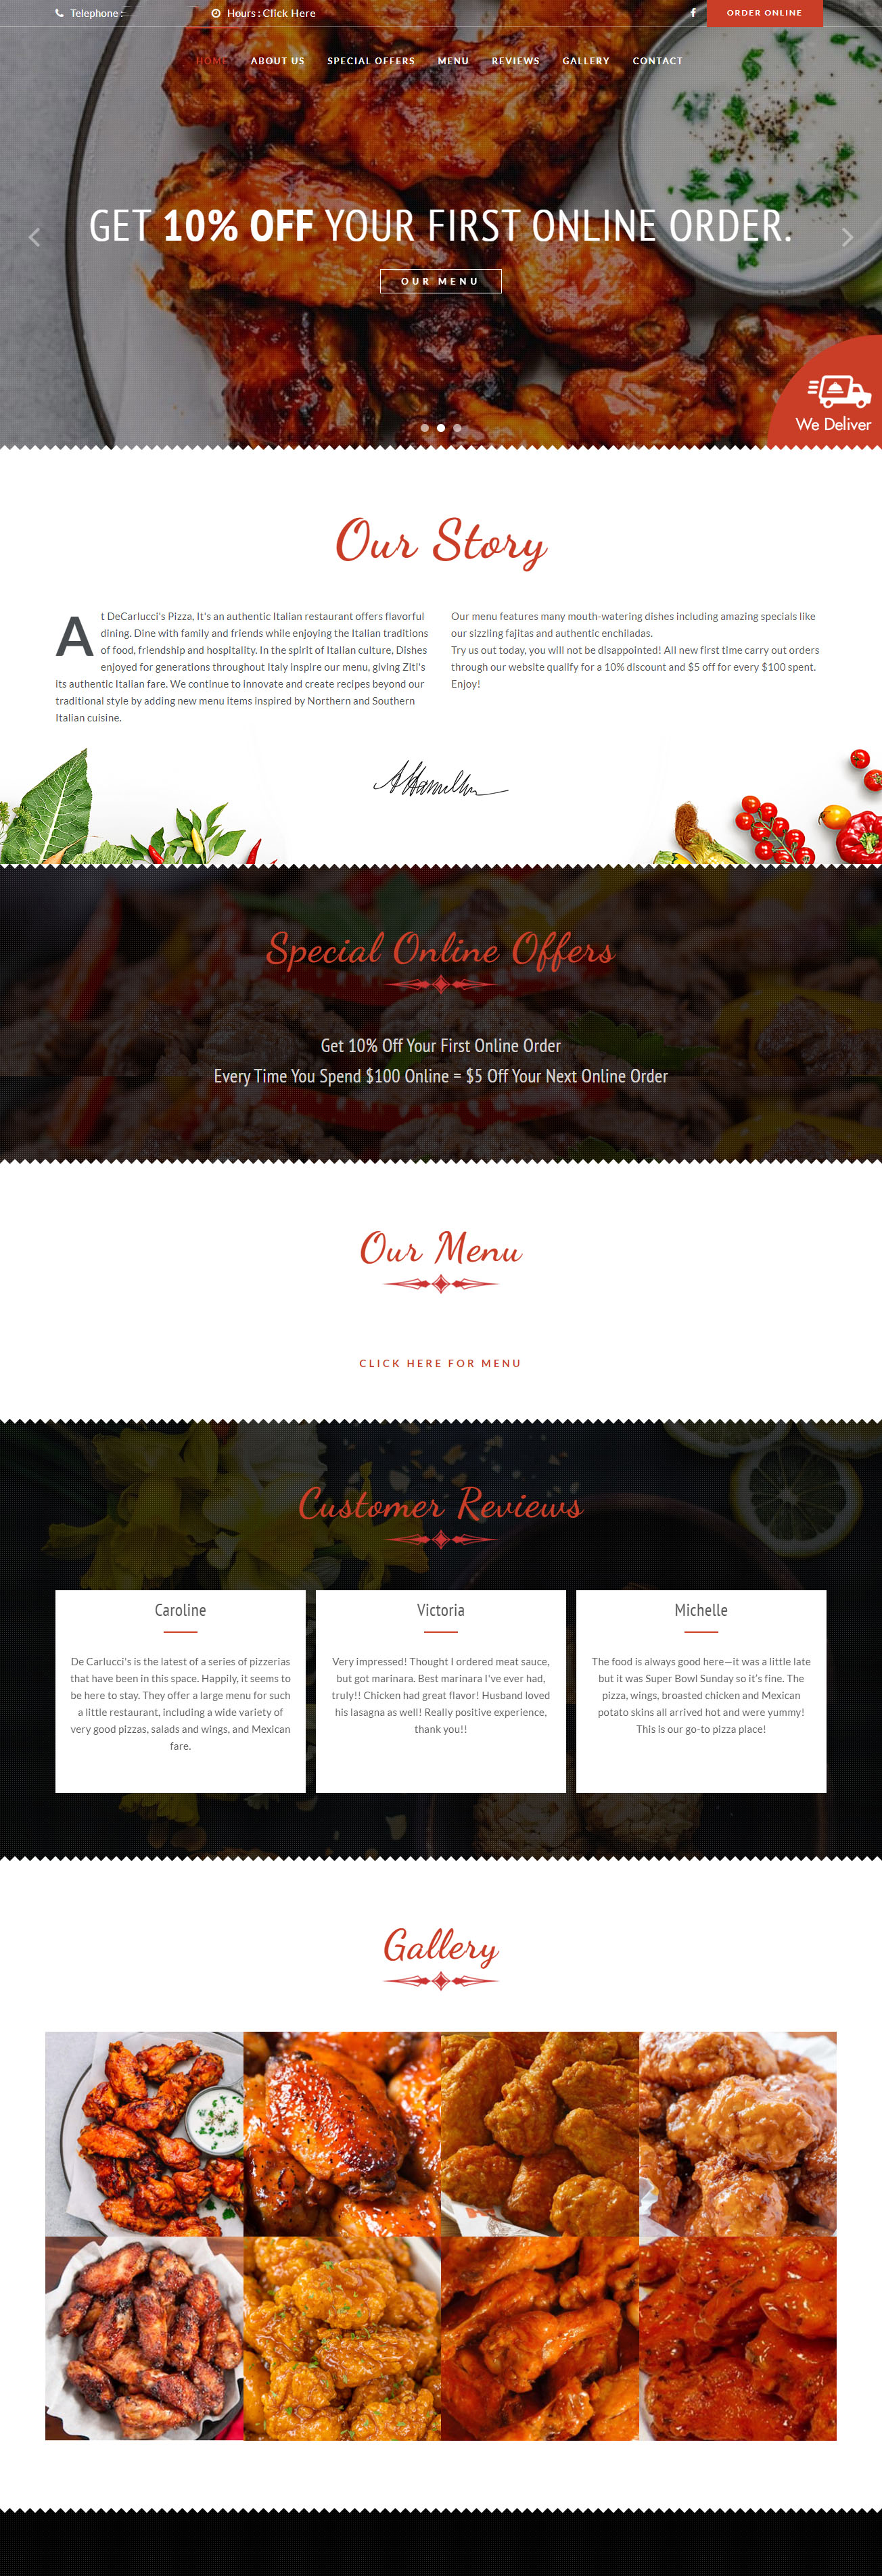 Telephone :
Hours : Click Here
ORDER ONLINE
HOME ABOUT US SPECIAL OFFERS MENU REVIEWS GALLERY CONTACT
GET 10% OFF YOUR FIRST ONLINE ORDER.
OUR MENU
We Deliver
Our Story
At DeCarlucci's Pizza, It's an authentic Italian restaurant offers flavorful
dining. Dine with family and friends while enjoying the Italian traditions
of food, friendship and hospitality. In the spirit of Italian culture, Dishes
enjoyed for generations throughout Italy inspire our menu, giving Ziti's
its authentic Italian fare. We continue to innovate and create recipes beyond our
traditional style by adding new menu items inspired by Northern and Southern
Italian cuisine.
Our menu features many mouth-watering dishes including amazing specials like
our sizzling fajitas and authentic enchiladas.
Try us out today, you will not be disappointed! All new first time carry out orders
through our website qualify for a 10% discount and $5 off for every $100 spent.
Enjoy!
Special Online Offers
Get 10% Off Your First Online Order
Every Time You Spend $100 Online = $5 Off Your Next Online Order
Our Menu
CLICK HERE FOR MENU
Customer Reviews
Caroline
De Carlucci's is the latest of a series of pizzerias
that have been in this space. Happily, it seems to
be here to stay. They offer a large menu for such
a little restaurant, including a wide variety of
very good pizzas, salads and wings, and Mexican
fare.
Victoria
Very impressed! Thought I ordered meat sauce,
but got marinara. Best marinara I've ever had,
truly!! Chicken had great flavor! Husband loved
his lasagna as well! Really positive experience,
thank you!!
Michelle
The food is always good here—it was a little late
but it was Super Bowl Sunday so it's fine. The
pizza, wings, broasted chicken and Mexican
potato skins all arrived hot and were yummy!
This is our go-to pizza place!
Gallery